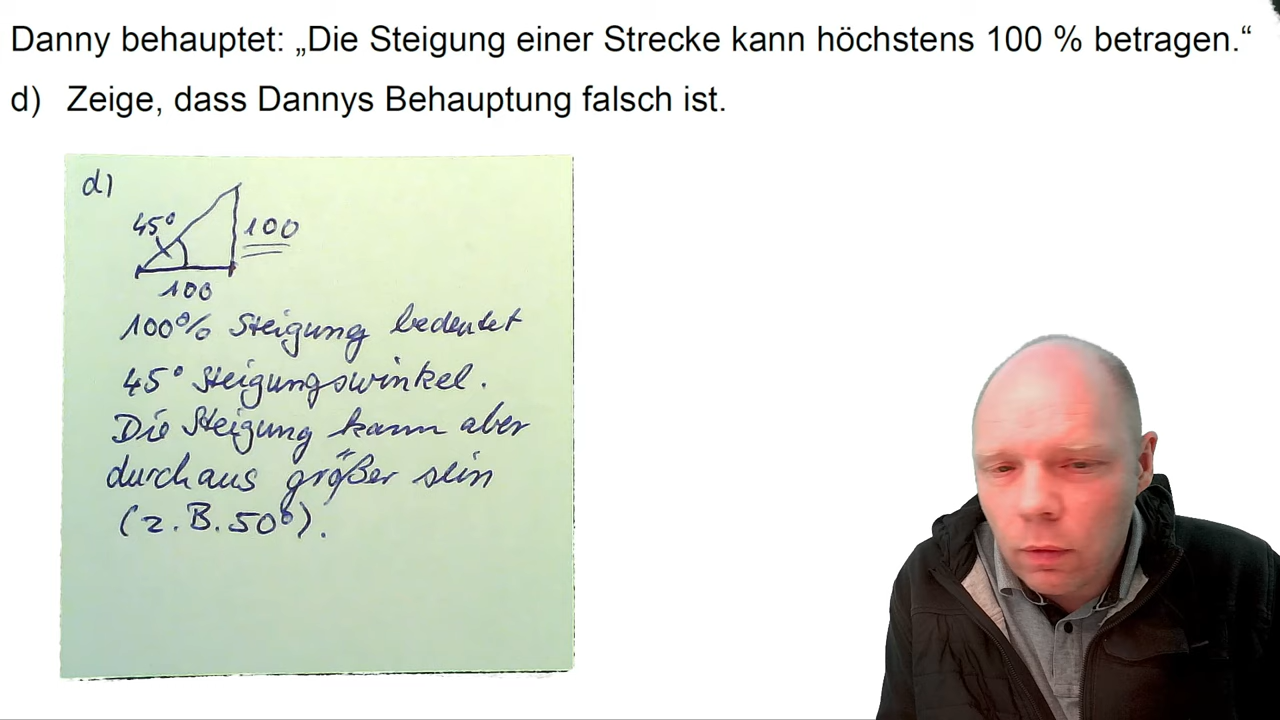 Danny behauptet: „Die Steigung einer Strecke kann höchstens 100 % betragen.“
d) Zeige, dass Dannys Behauptung falsch ist.
d)
45°
100
100
100% Steigung bedeutet
45° Steigungswinkel.
Die Steigung kann aber
durchaus größer sein
(z.B. 50°).